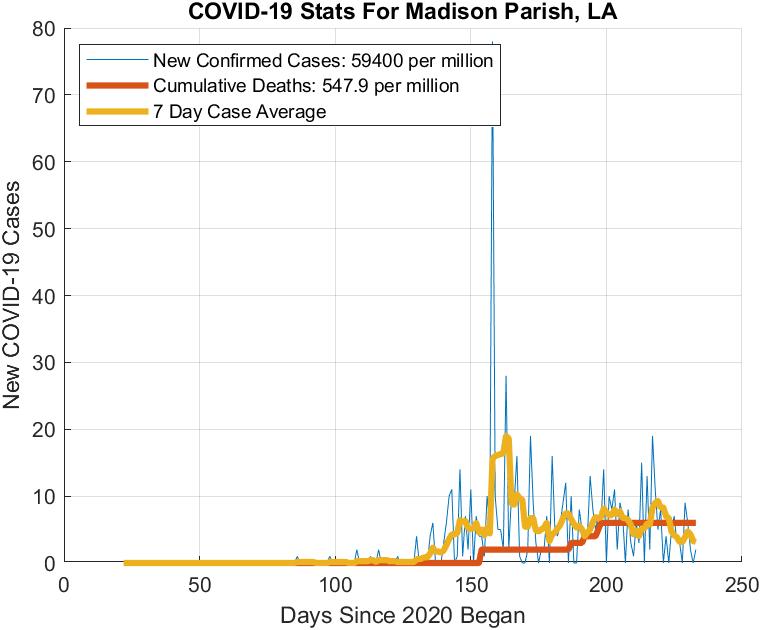 COVID-19 Stats For Madison Parish, LA
New Confirmed Cases: 59400 per million
Cumulative Deaths: 547.9 per million
7 Day Case Average
New COVID-19 Cases
80
70
60
50
40
30
20
10
0
0 50 100 150 200 250
Days Since 2020 Began